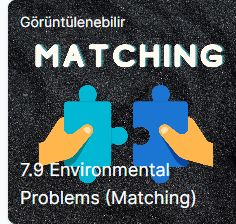 Görüntülenebilir
MATCHING
7.9 Environmental
Problems (Matching)